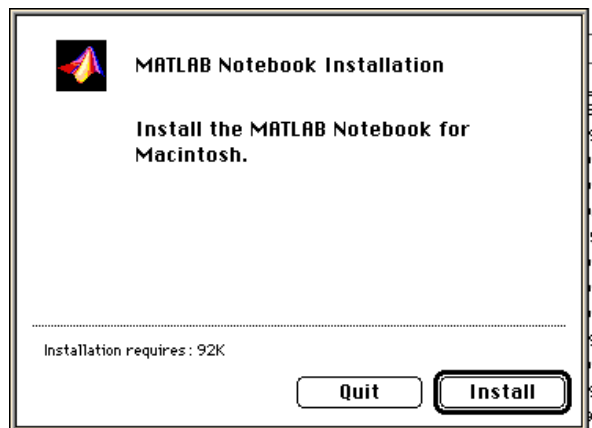 MATLAB Notebook Installation
Install the MATLAB Notebook for
Macintosh.
Installation requires: 92K
Quit
Install